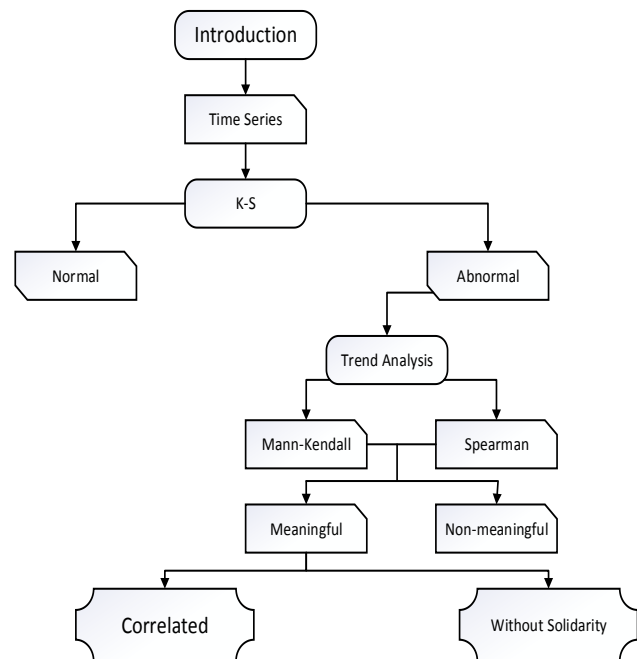 Introduction
Time Series
K-S
Normal
Abnormal
Trend Analysis
Mann-Kendall
Spearman
Meaningful
Non-meaningful
Correlated
Without Solidarity